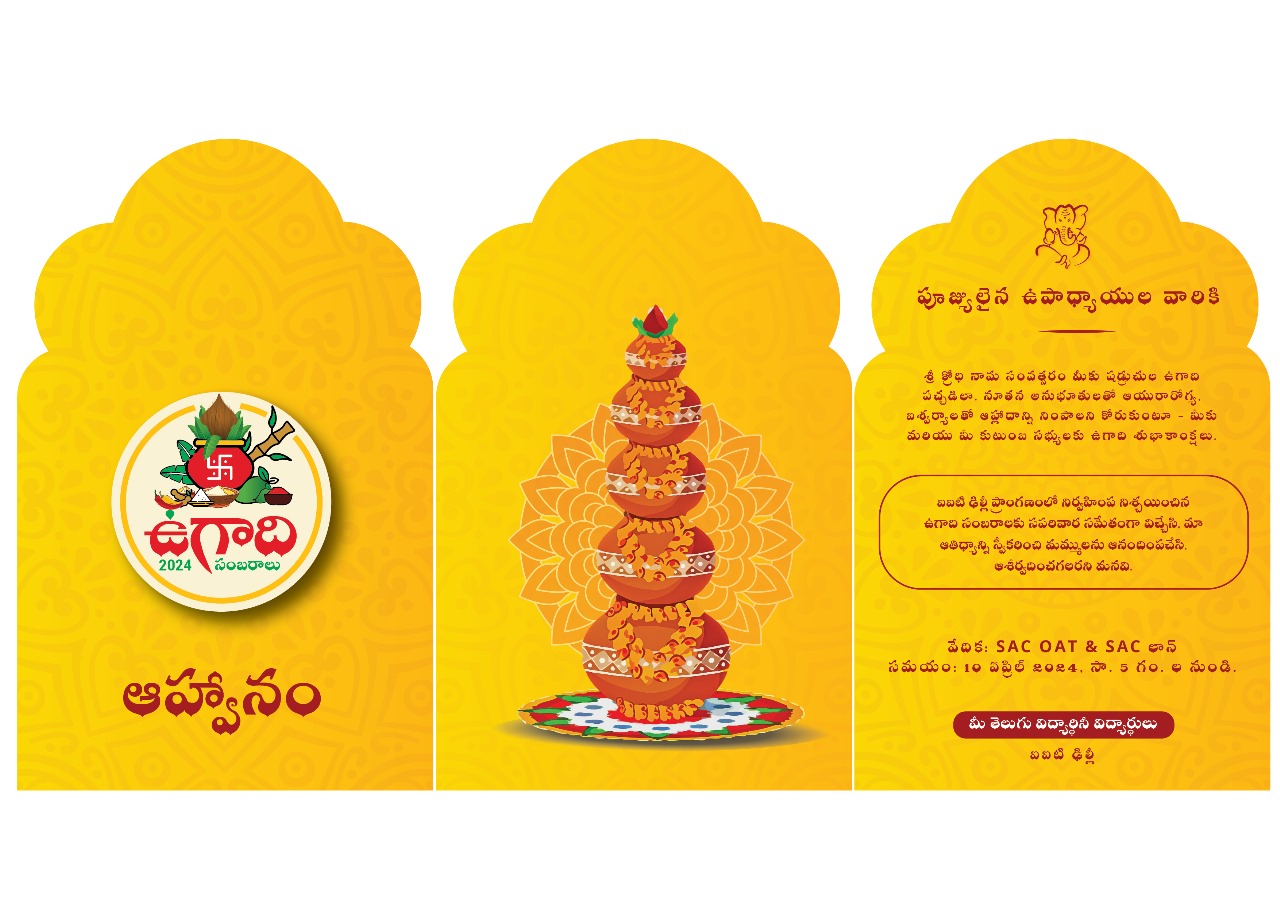 ఉగాది
2024 సంబరాలు
ఆహ్వానం
పూజ్యులైన ఉపాధ్యాయుల వారికి
శ్రీ క్రోధి నామ సంవత్సరం మీకు షడ్రుచుల ఉగాది
పచ్చడిలా, నూతన అనుభూతులతో ఆయురారోగ్య,
ఐశ్వర్యాలతో ఆహ్లాదాన్ని నింపాలని కోరుకుంటూ - మీకు
మరియు మీ కుటుంబ సభ్యులకు ఉగాది శుభాకాంక్షలు.
ఐఐటి ఢిల్లీ ప్రాంగణంలో నిర్వహింప నిశ్చయించిన
ఉగాది సంబరాలకు సపరివార సమేతంగా విచ్చేసి, మా
ఆతిధ్యాన్ని స్వీకరించి మమ్ములను ఆనందింపచేసి,
ఆశీర్వదించగలరని మనవి.
వేదిక: SAC OAT & SAC లాన్
సమయం: 10 ఏప్రిల్ 2024, సా. 5 గం. ల నుండి.
మీ తెలుగు విద్యార్థినీ విద్యార్థులు
ఐఐటి ఢిల్లీ